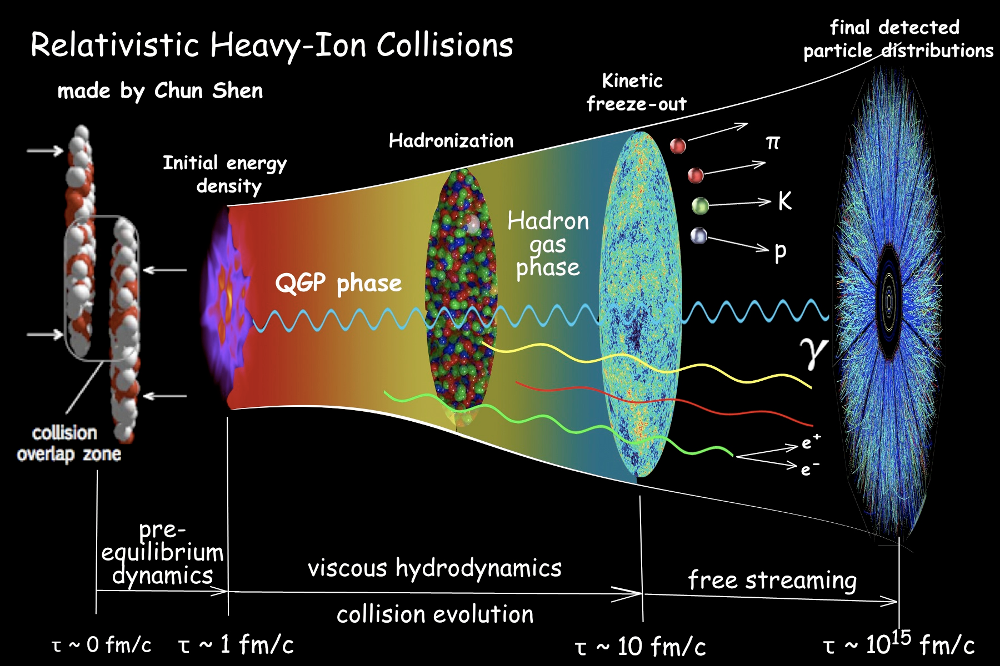 Relativistic Heavy-Ion Collisions
made by Chun Shen
final detected
particle distributions
Kinetic
freeze-out
Hadronization
Initial energy
density
π
K
p
Hadron
gas
phase
QGP phase
γ
e⁺
e⁻
collision
overlap zone
pre-
equilibrium
dynamics
viscous hydrodynamics
collision evolution
free streaming
τ ~ 0 fm/c
τ ~ 1 fm/c
τ ~ 10 fm/c
τ ~ 10¹⁵ fm/c